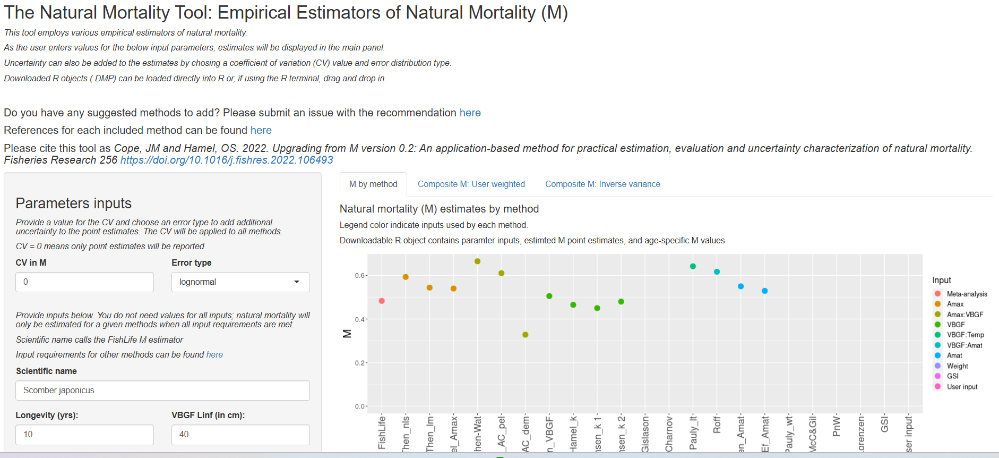 The Natural Mortality Tool: Empirical Estimators of Natural Mortality (M)
This tool employs various empirical estimators of natural mortality.
As the user enters values for the below input parameters, estimates will be displayed in the main panel.
Uncertainty can also be added to the estimates by chosing a coefficient of variation (CV) value and error distribution type.
Downloaded R objects (.DMP) can be loaded directly into R or, if using the R terminal, drag and drop in.
Do you have any suggested methods to add? Please submit an issue with the recommendation here
References for each included method can be found here
Please cite this tool as Cope, JM and Hamel, OS. 2022. Upgrading from M version 0.2: An application-based method for practical estimation, evaluation and uncertainty characterization of natural mortality.
Fisheries Research 256 https://doi.org/10.1016/j.fishres.2022.106493
Parameters inputs
Provide a value for the CV and choose an error type to add additional
uncertainty to the point estimates. The CV will be applied to all methods.
CV = 0 means only point estimates will be reported
CV in M
Error type
0
lognormal
Provide inputs below. You do not need values for all inputs; natural mortality will
only be estimated for a given methods when all input requirements are met.
Scientific name calls the FishLife M estimator
Input requirements for other methods can be found here
Scientific name
Scomber japonicus
Longevity (yrs):
VBGF Linf (in cm):
10
40
M by method
Composite M: User weighted
Composite M: Inverse variance
Natural mortality (M) estimates by method
Legend color indicate inputs used by each method.
Downloadable R object contains paramter inputs, estimted M point estimates, and age-specific M values.
M
0.6
0.4
0.2
0.0
FishLife
Then_nls
Then_lm
el_Amax
hen-Wat
_AC_pel
AC_dem
n_VBGF
Hamel_k
nsen_k 1
nsen_k 2
Gislason
Charnov
Pauly_lt
Roff
en_Amat
Ef_Amat
Pauly_wt
McC&Gil
PnW
orenzen
GSI
ser input
Input
Meta-analysis
Amax
Amax:VBGF
VBGF
VBGF:Temp
VBGF:Amat
Amat
Weight
GSI
User input